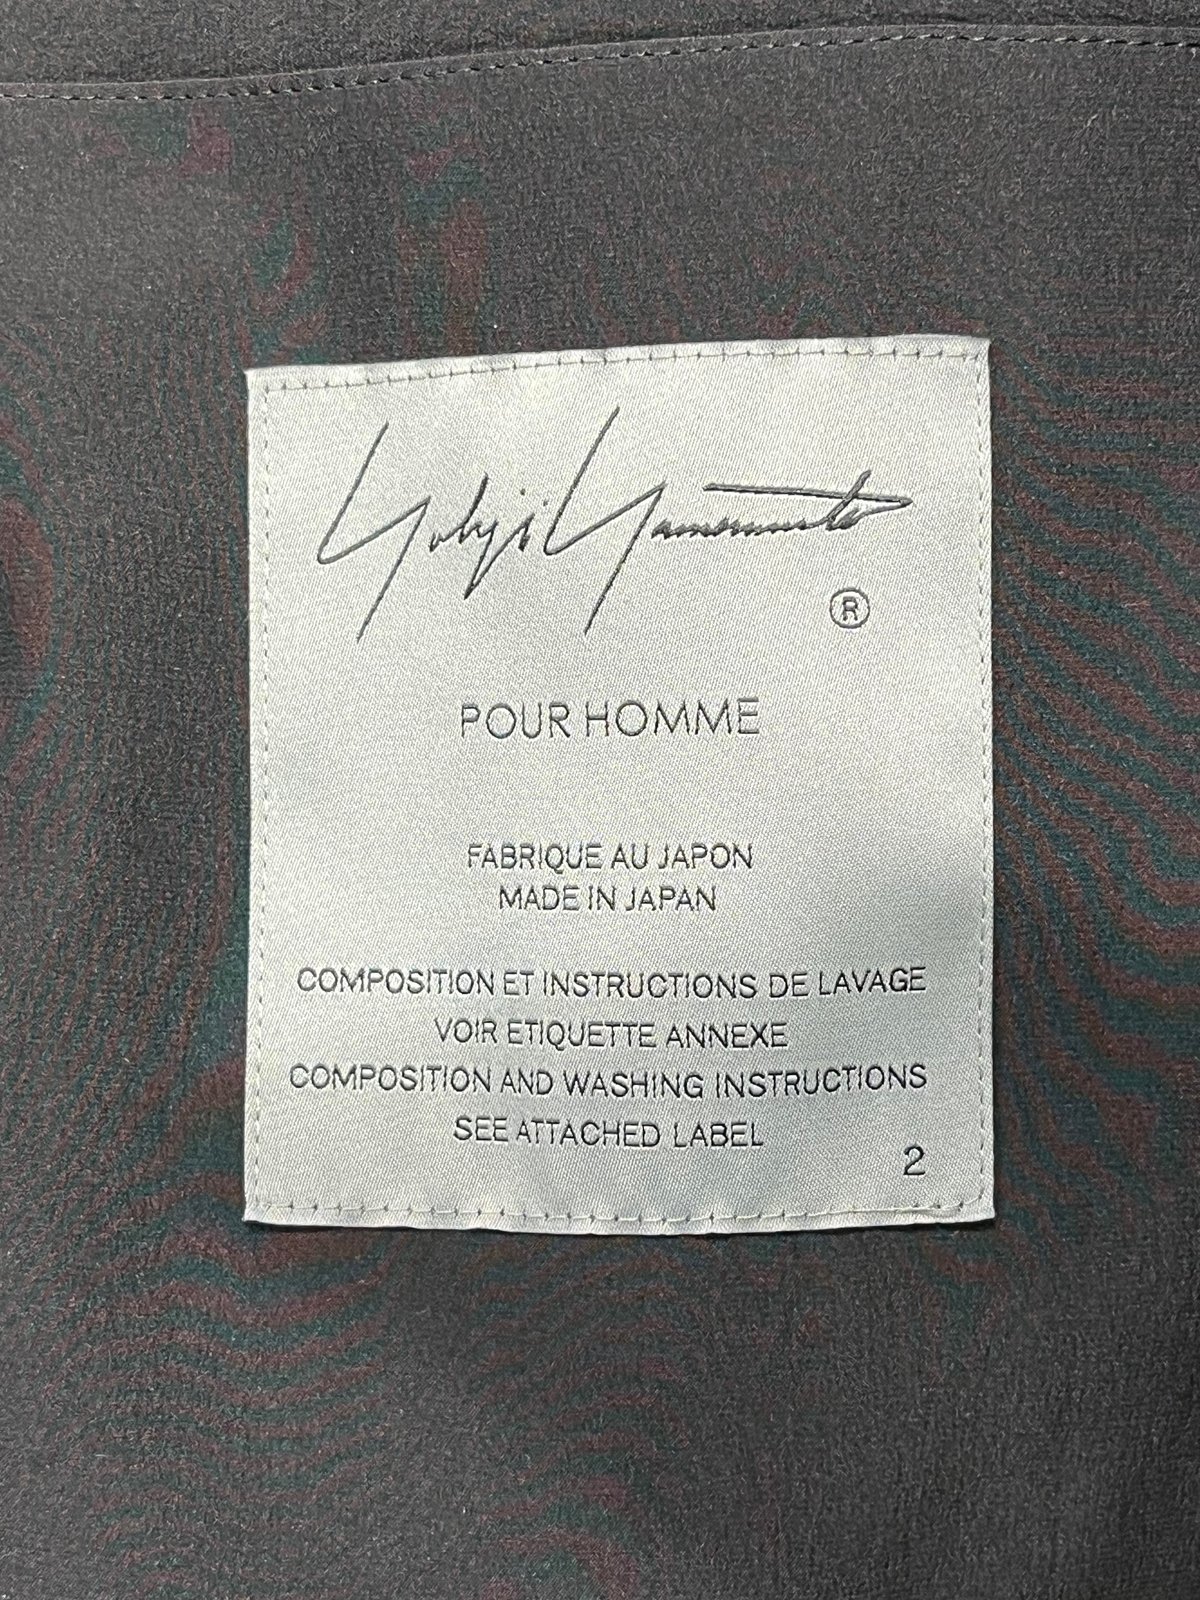 Yohji Yamamoto
®
POUR HOMME
FABRIQUE AU JAPON
MADE IN JAPAN
COMPOSITION ET INSTRUCTIONS DE LAVAGE
VOIR ETIQUETTE ANNEXE
COMPOSITION AND WASHING INSTRUCTIONS
SEE ATTACHED LABEL
2